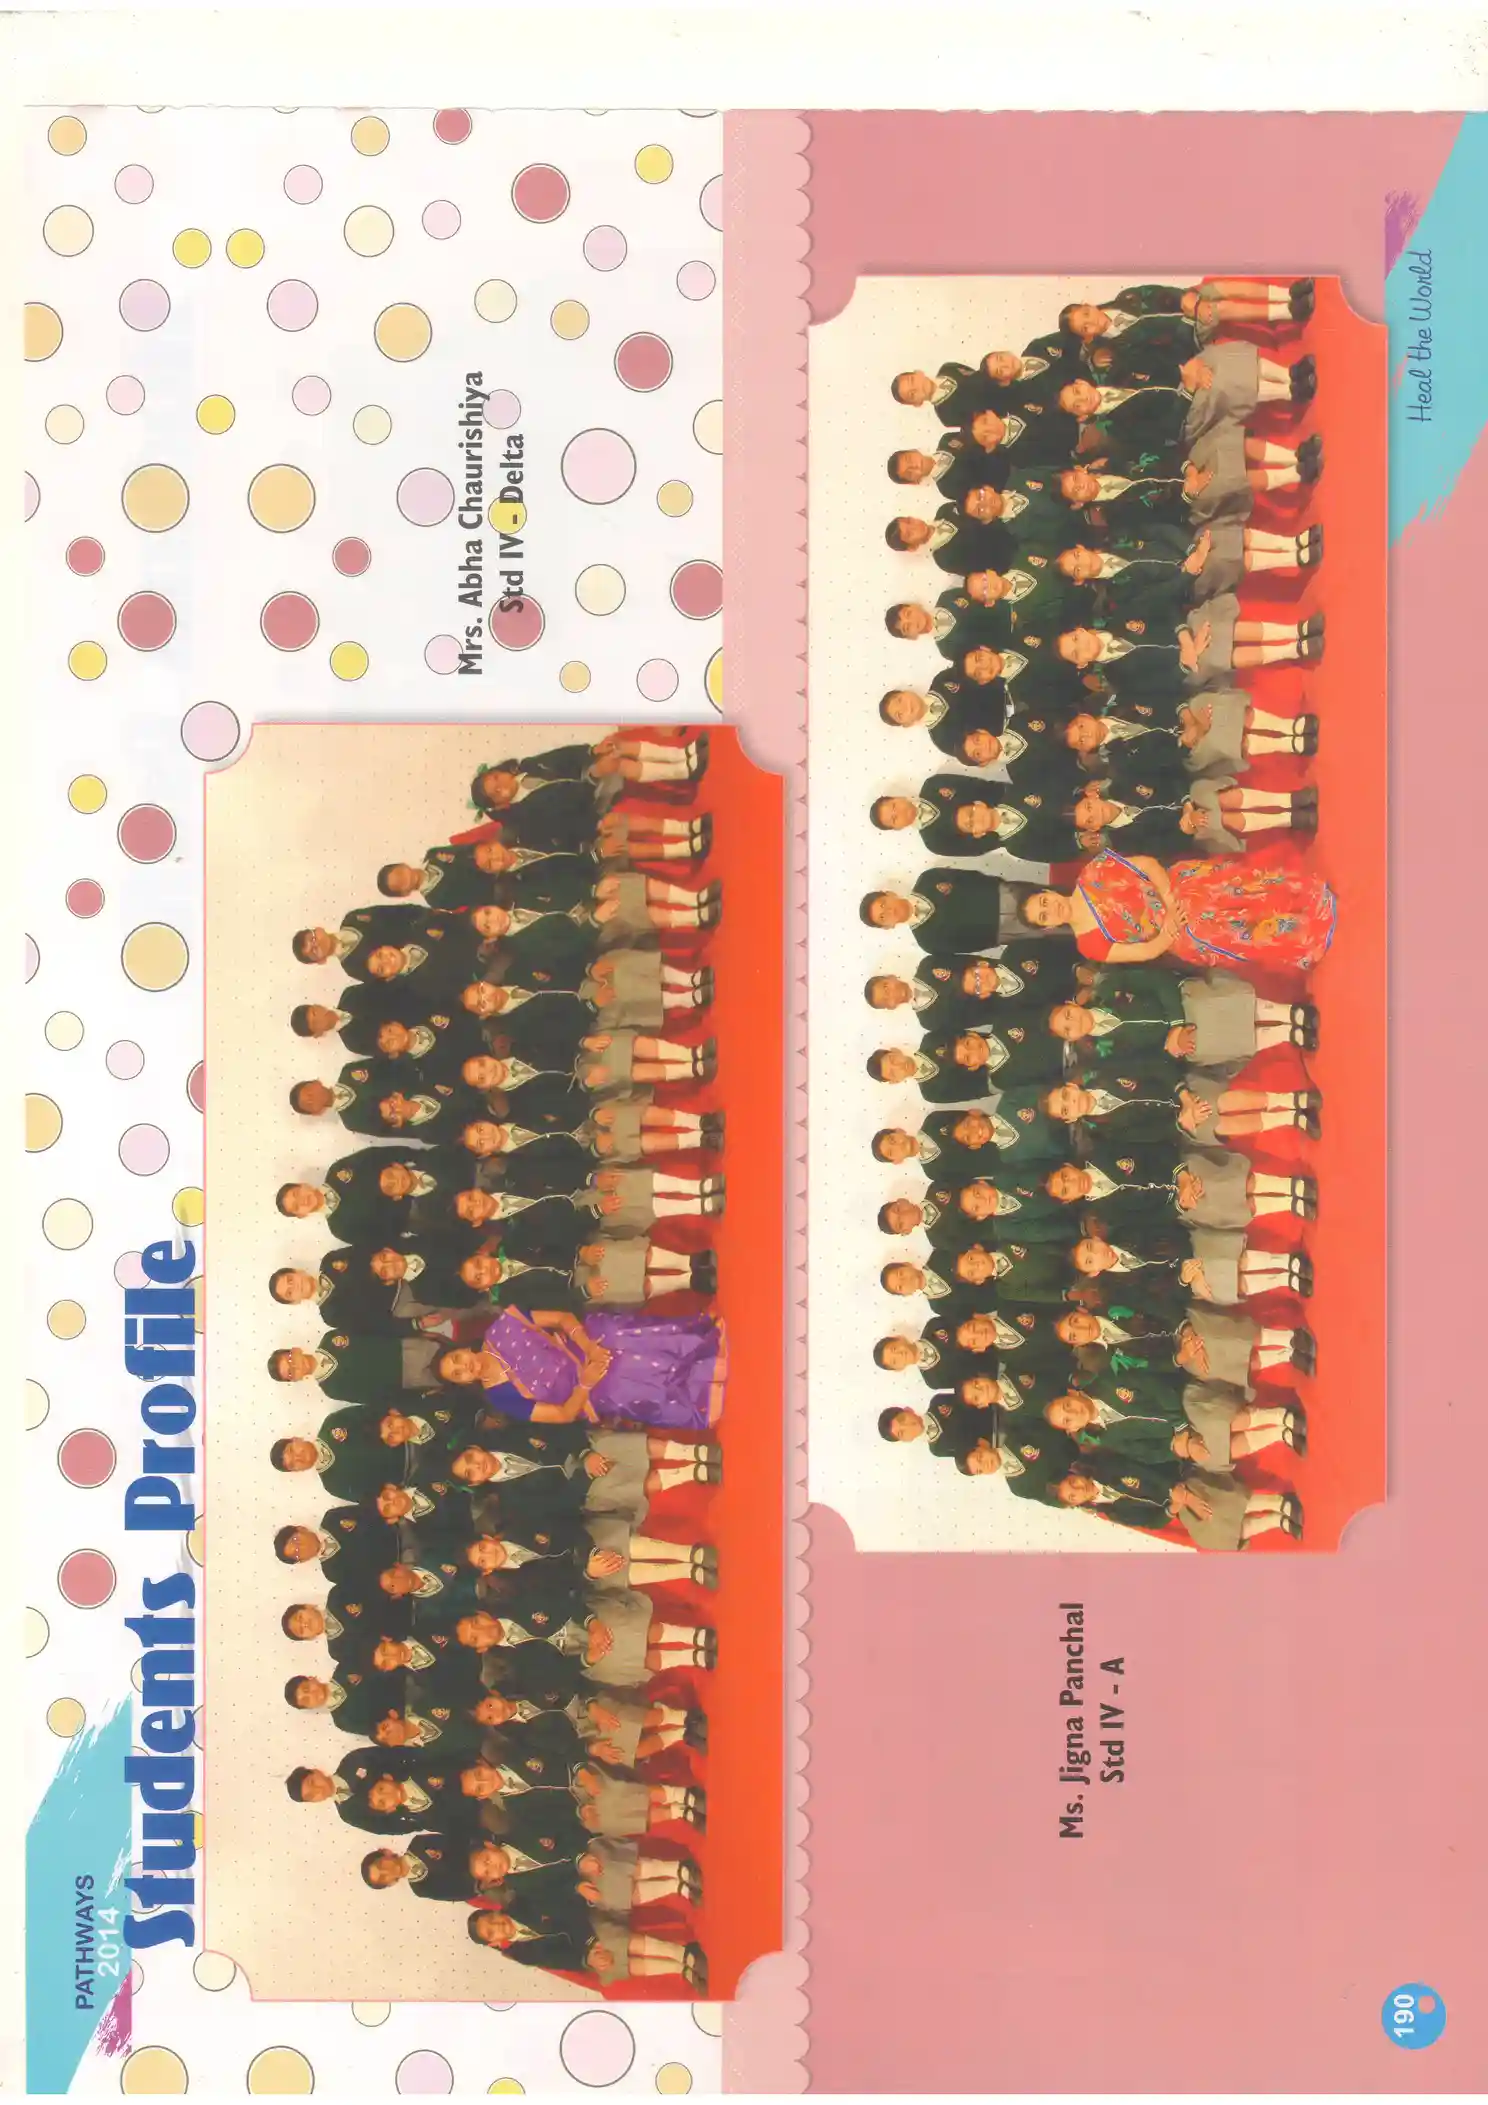 PATHWAYS
2014
Students Profile
Mrs. Abha Chaurishiya
Std IV - Delta
Ms. Jigna Panchal
Std IV - A
Heal the World
190